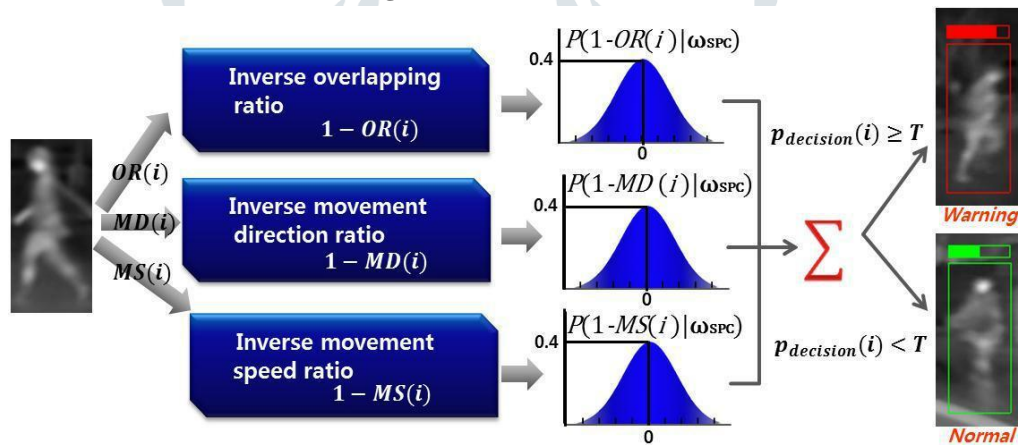 OR(i)
MD(i)
MS(i)
Inverse overlapping
ratio
1 − OR(i)
Inverse movement
direction ratio
1 − MD(i)
Inverse movement
speed ratio
1 − MS(i)
P(1-OR(i)|ωSPC)
0.4
0
P(1-MD (i)|ωSPC)
0.4
0
P(1-MS(i)|ωSPC)
0.4
0
∑
pdecision(i) ≥ T
pdecision(i) < T
Warning
Normal